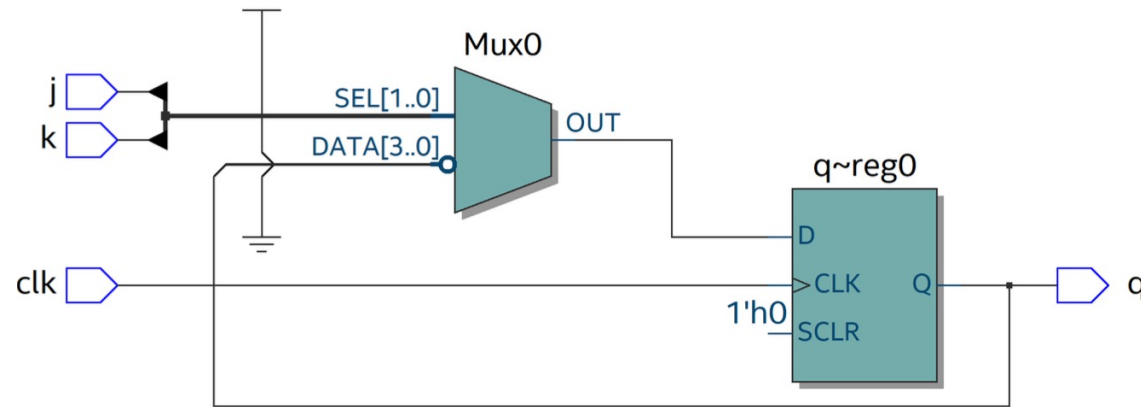 Mux0
j
SEL[1..0]
OUT
k
DATA[3..0]
q~reg0
D
clk
CLK
Q
q
1'h0
SCLR